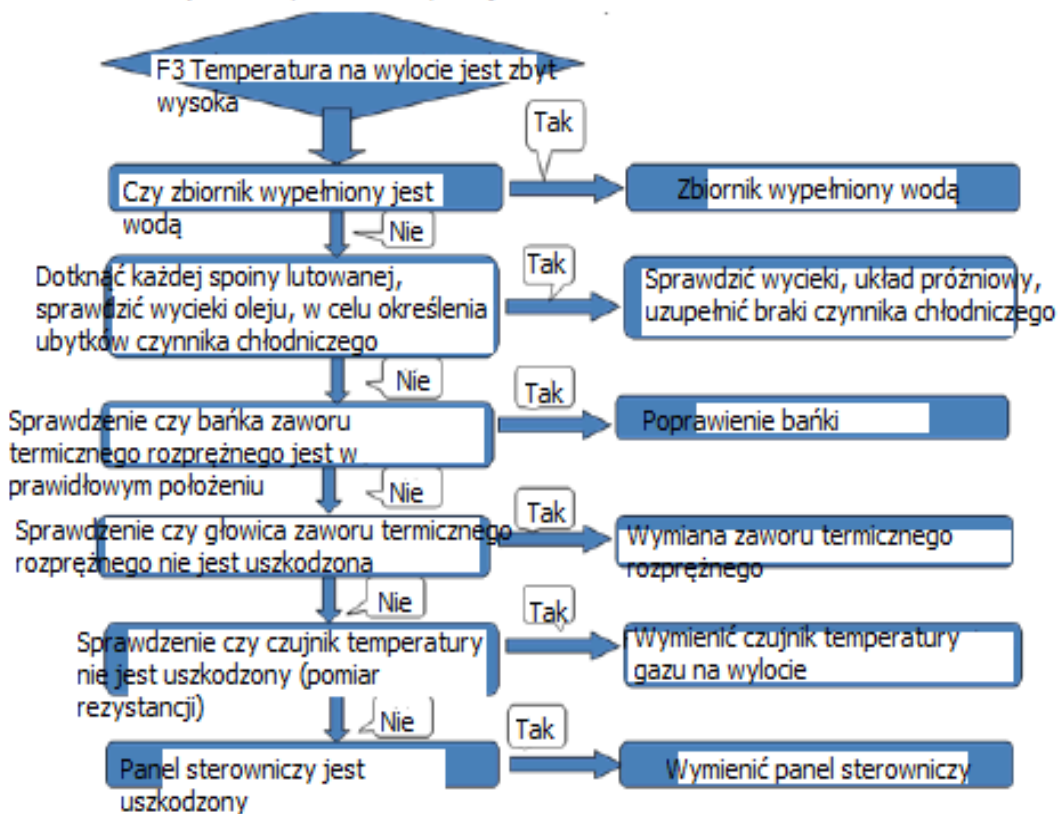 F3 Temperatura na wylocie jest zbyt
wysoka
Tak
Czy zbiornik wypełniony jest
wodą
Zbiornik wypełniony wodą
Nie
Dotknąć każdej spoiny lutowanej,
sprawdzić wycieki oleju, w celu określenia
ubytków czynnika chłodniczego
Tak
Sprawdzić wycieki, układ próżniowy,
uzupełnić braki czynnika chłodniczego
Nie
Sprawdzenie czy bańka zaworu
termicznego rozprężnego jest w
prawidłowym położeniu
Tak
Poprawienie bańki
Nie
Sprawdzenie czy głowica zaworu termicznego
rozprężnego nie jest uszkodzona
Tak
Wymiana zaworu termicznego
rozprężnego
Nie
Sprawdzenie czy czujnik temperatury
nie jest uszkodzony (pomiar
rezystancji)
Tak
Wymienić czujnik temperatury
gazu na wylocie
Nie
Panel sterowniczy jest
uszkodzony
Tak
Wymienić panel sterowniczy